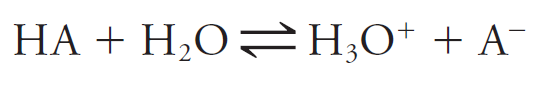 HA + H₂O ⇌ H₃O⁺ + A⁻